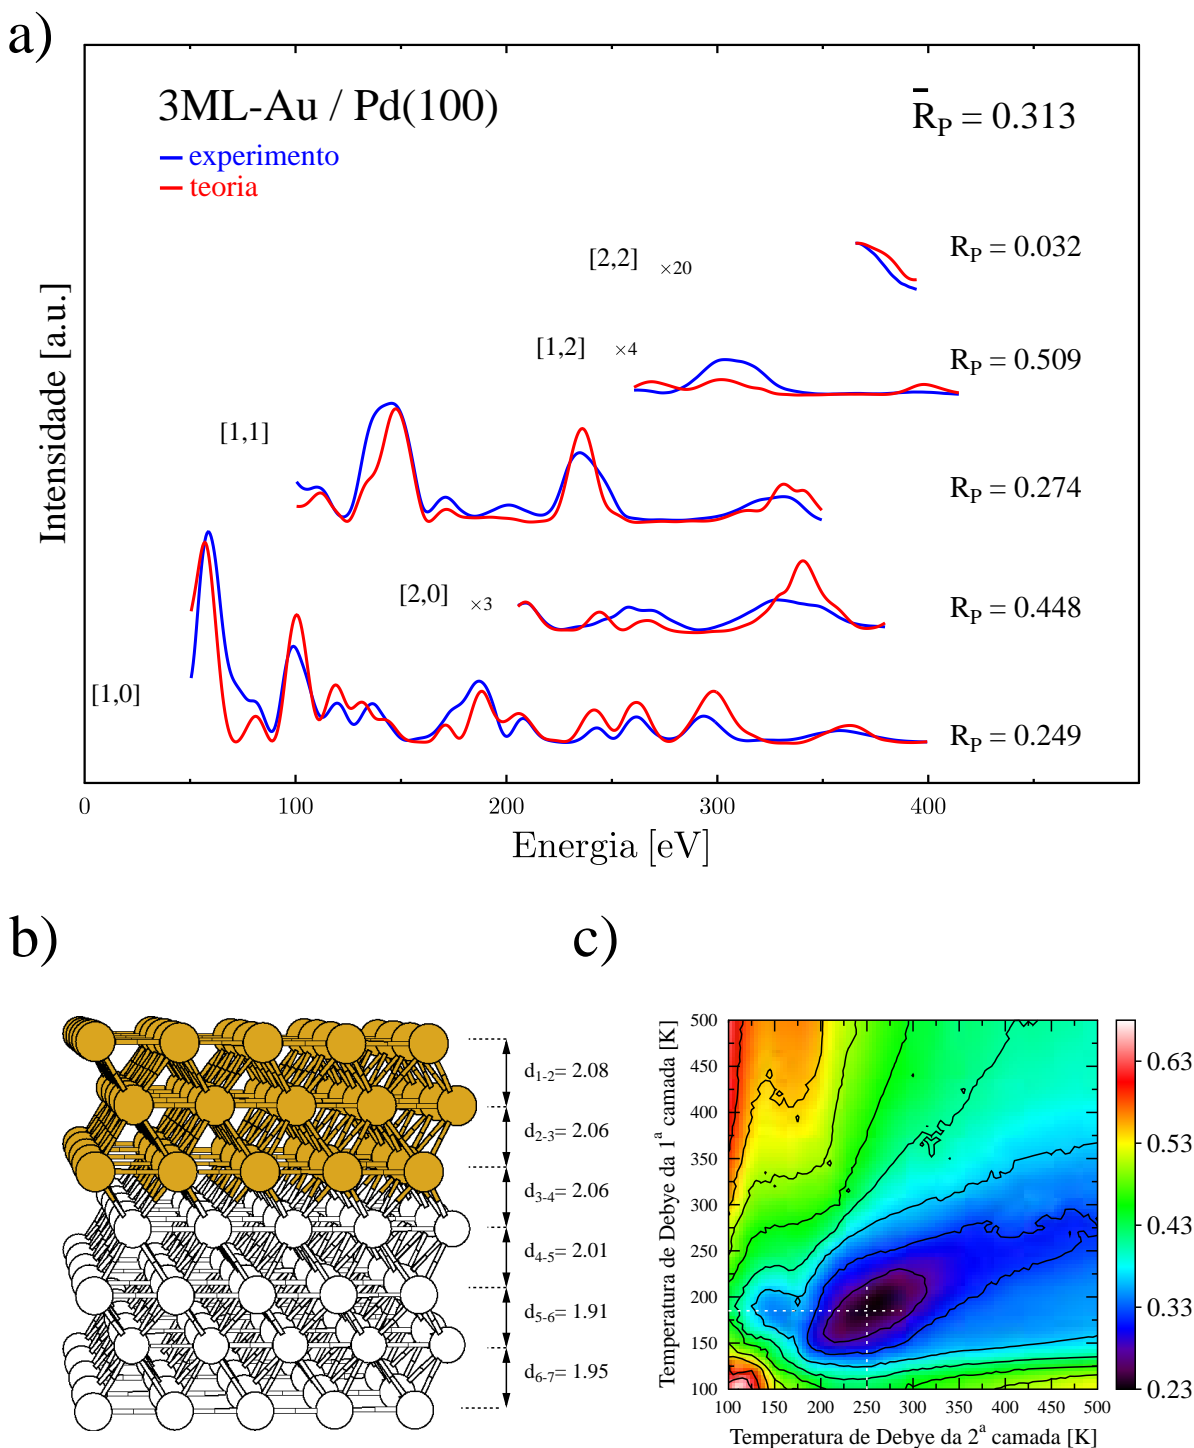 a)
3ML-Au / Pd(100)
R̄P = 0.313
experimento
teoria
[2,2] ×20
RP = 0.032
[1,2] ×4
RP = 0.509
[1,1]
RP = 0.274
[2,0] ×3
RP = 0.448
[1,0]
RP = 0.249
Intensidade [a.u.]
0 100 200 300 400
Energia [eV]
b)
d1-2= 2.08
d2-3= 2.06
d3-4= 2.06
d4-5= 2.01
d5-6= 1.91
d6-7= 1.95
c)
Temperatura de Debye da 1ª camada [K]
500
450
400
350
300
250
200
150
100
100 150 200 250 300 350 400 450 500
Temperatura de Debye da 2ª camada [K]
0.63
0.53
0.43
0.33
0.23